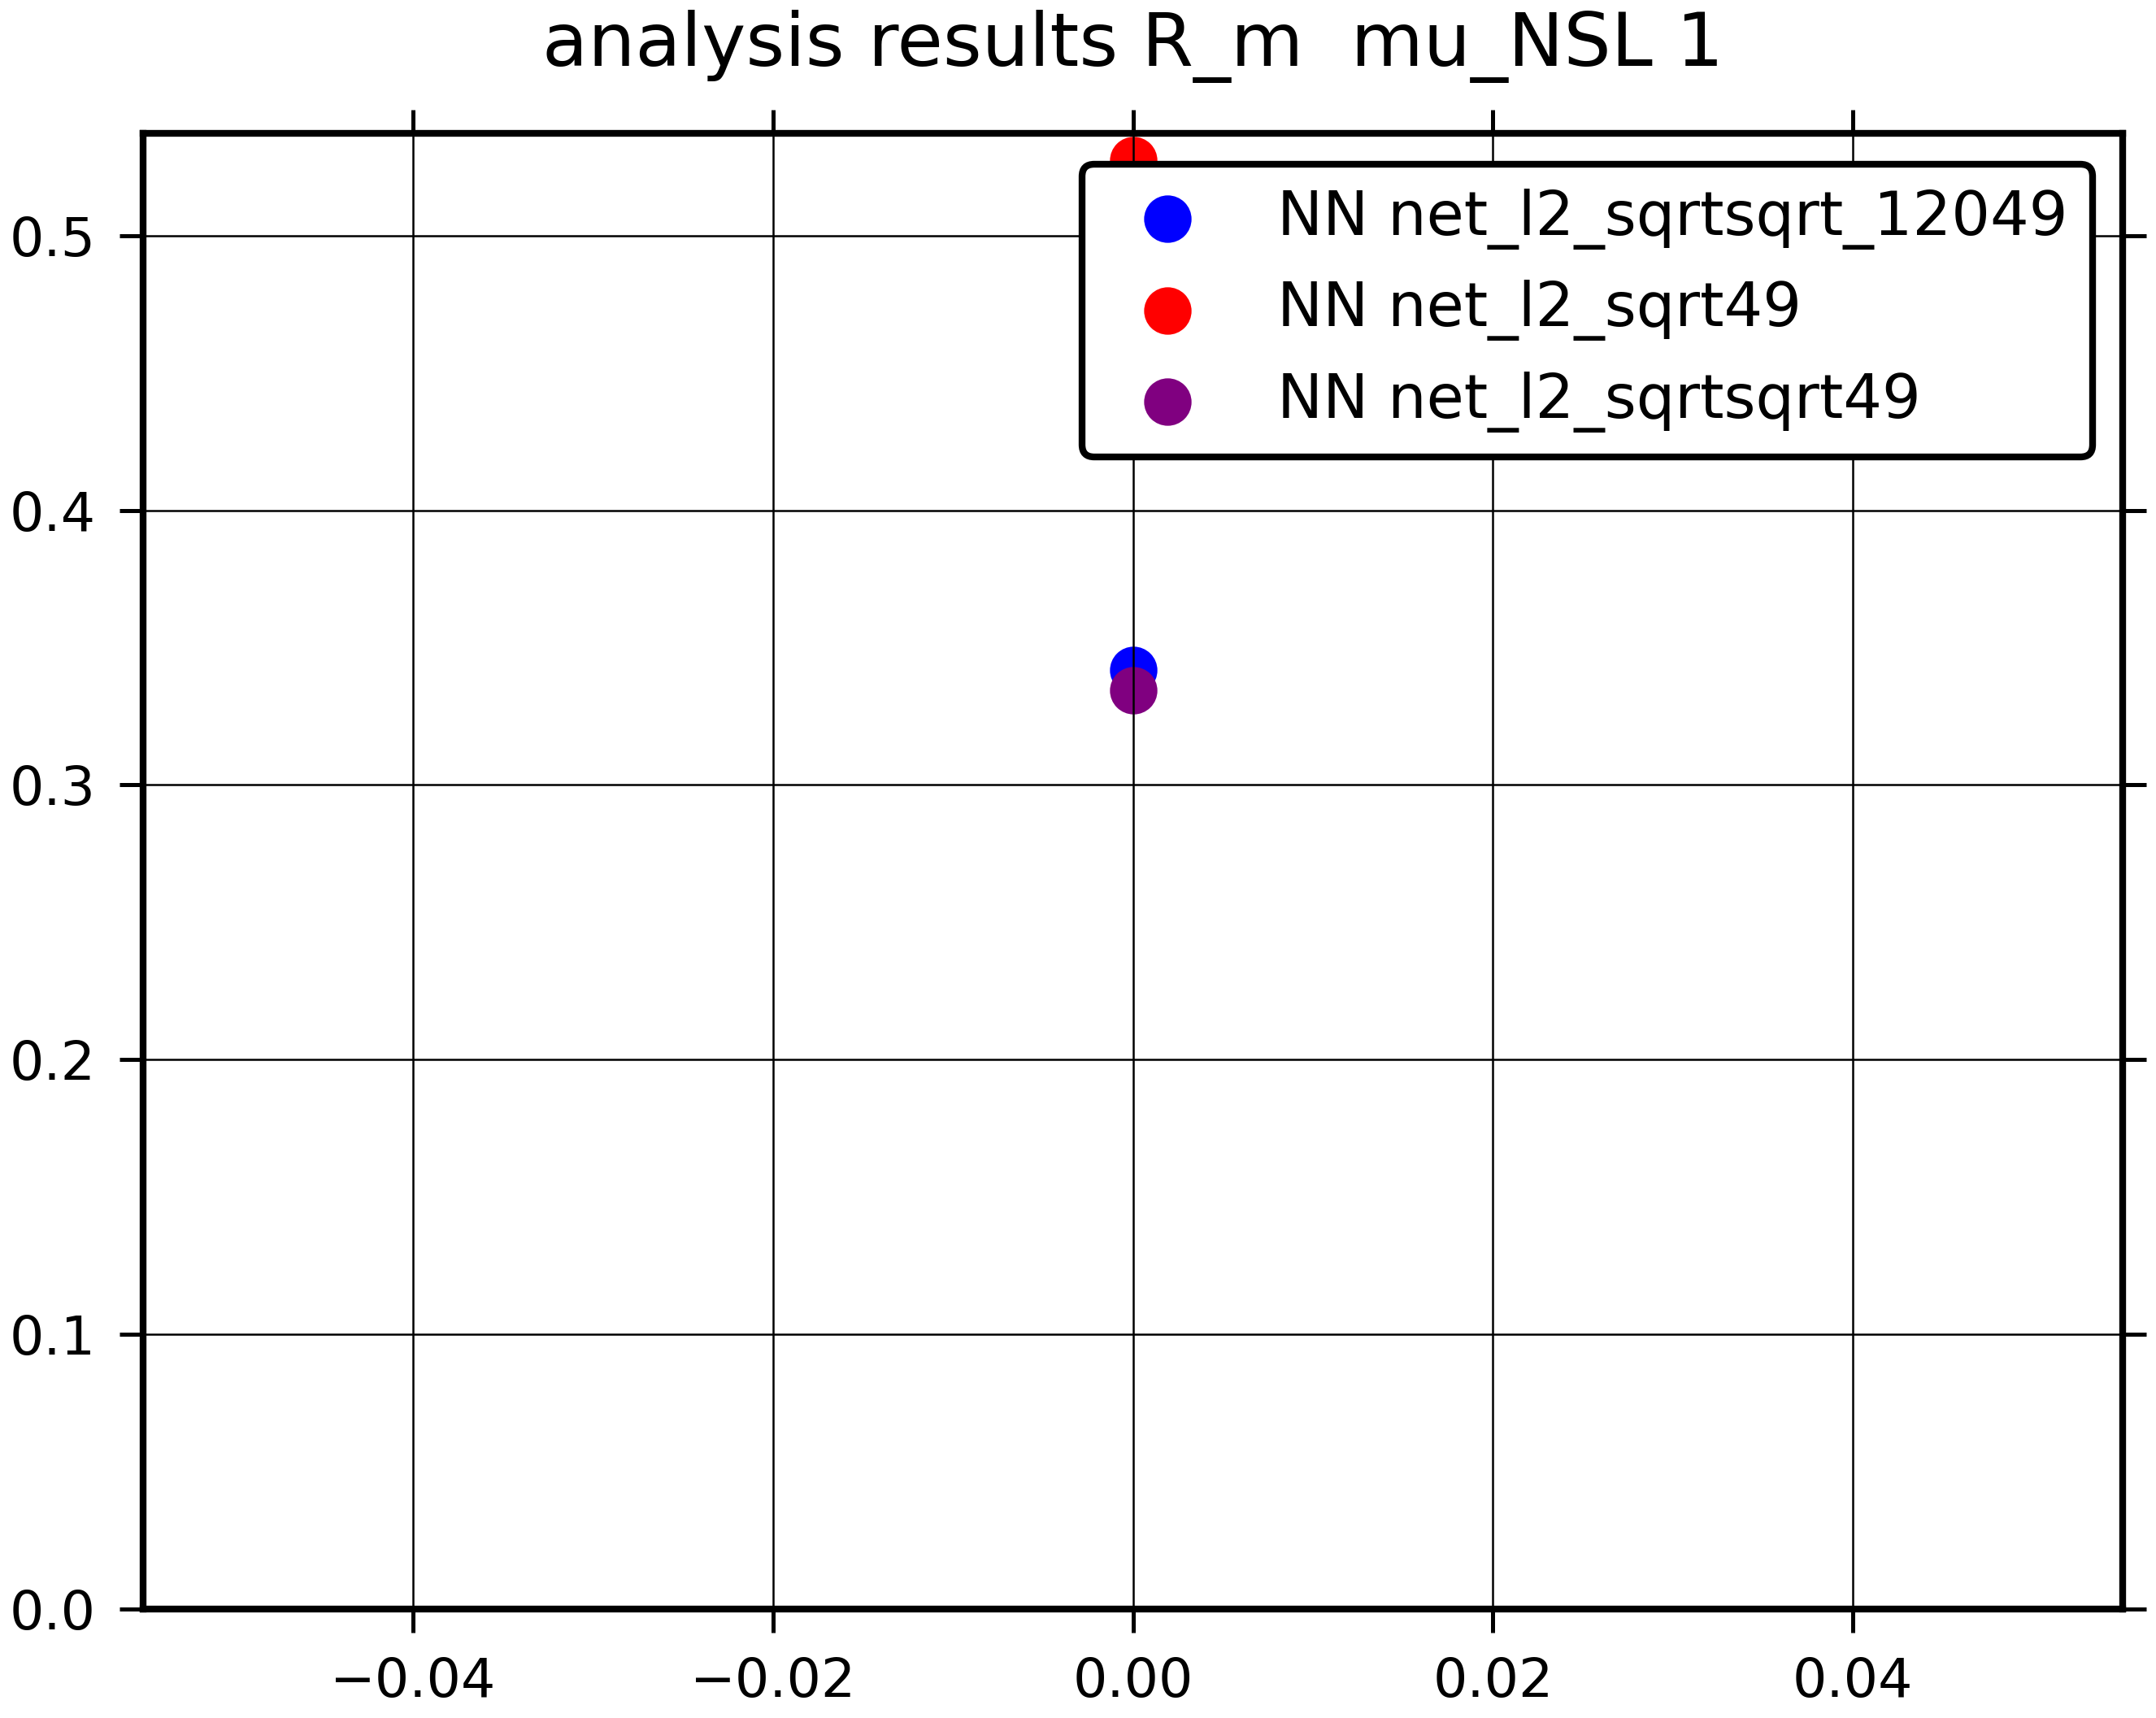 analysis results R_m  mu_NSL 1
NN net_l2_sqrtsqrt_12049
NN net_l2_sqrt49
NN net_l2_sqrtsqrt49
0.5
0.4
0.3
0.2
0.1
0.0
−0.04
−0.02
0.00
0.02
0.04